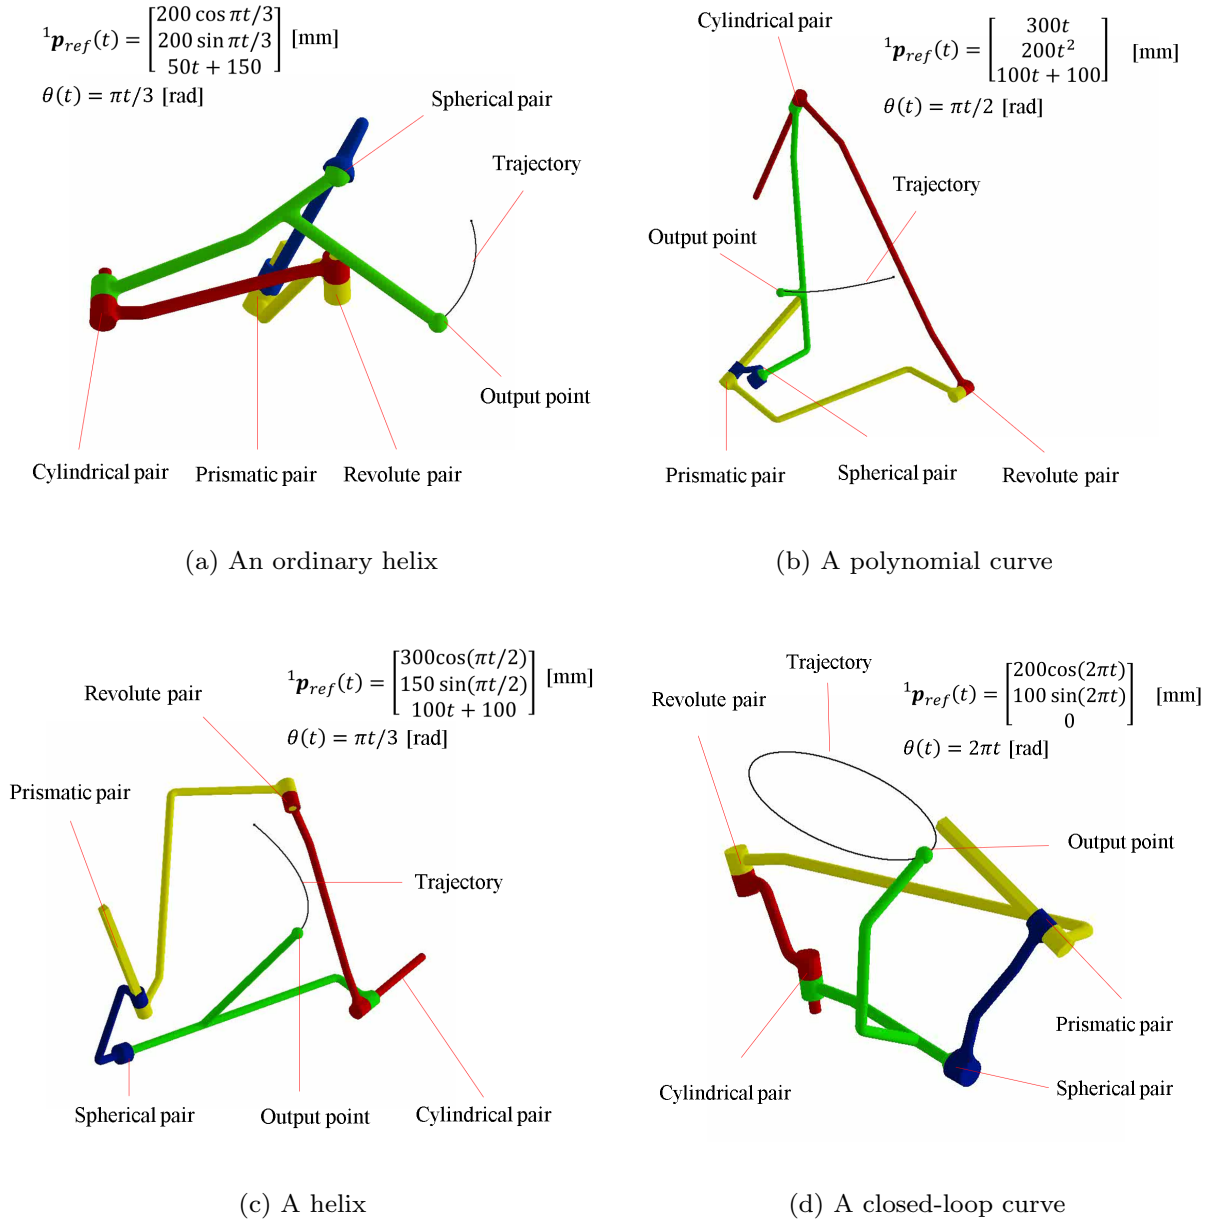 ¹p_ref(t) = [200 cos πt/3
200 sin πt/3
50t + 150] [mm]
θ(t) = πt/3 [rad]
Spherical pair
Trajectory
Output point
Cylindrical pair
Prismatic pair
Revolute pair
(a) An ordinary helix
Cylindrical pair
¹p_ref(t) = [300t
200t²
100t + 100] [mm]
θ(t) = πt/2 [rad]
Trajectory
Output point
Prismatic pair
Spherical pair
Revolute pair
(b) A polynomial curve
¹p_ref(t) = [300cos(πt/2)
150 sin(πt/2)
100t + 100] [mm]
θ(t) = πt/3 [rad]
Revolute pair
Prismatic pair
Trajectory
Spherical pair
Output point
Cylindrical pair
(c) A helix
Trajectory
¹p_ref(t) = [200cos(2πt)
100 sin(2πt)
0] [mm]
θ(t) = 2πt [rad]
Revolute pair
Output point
Prismatic pair
Cylindrical pair
Spherical pair
(d) A closed-loop curve